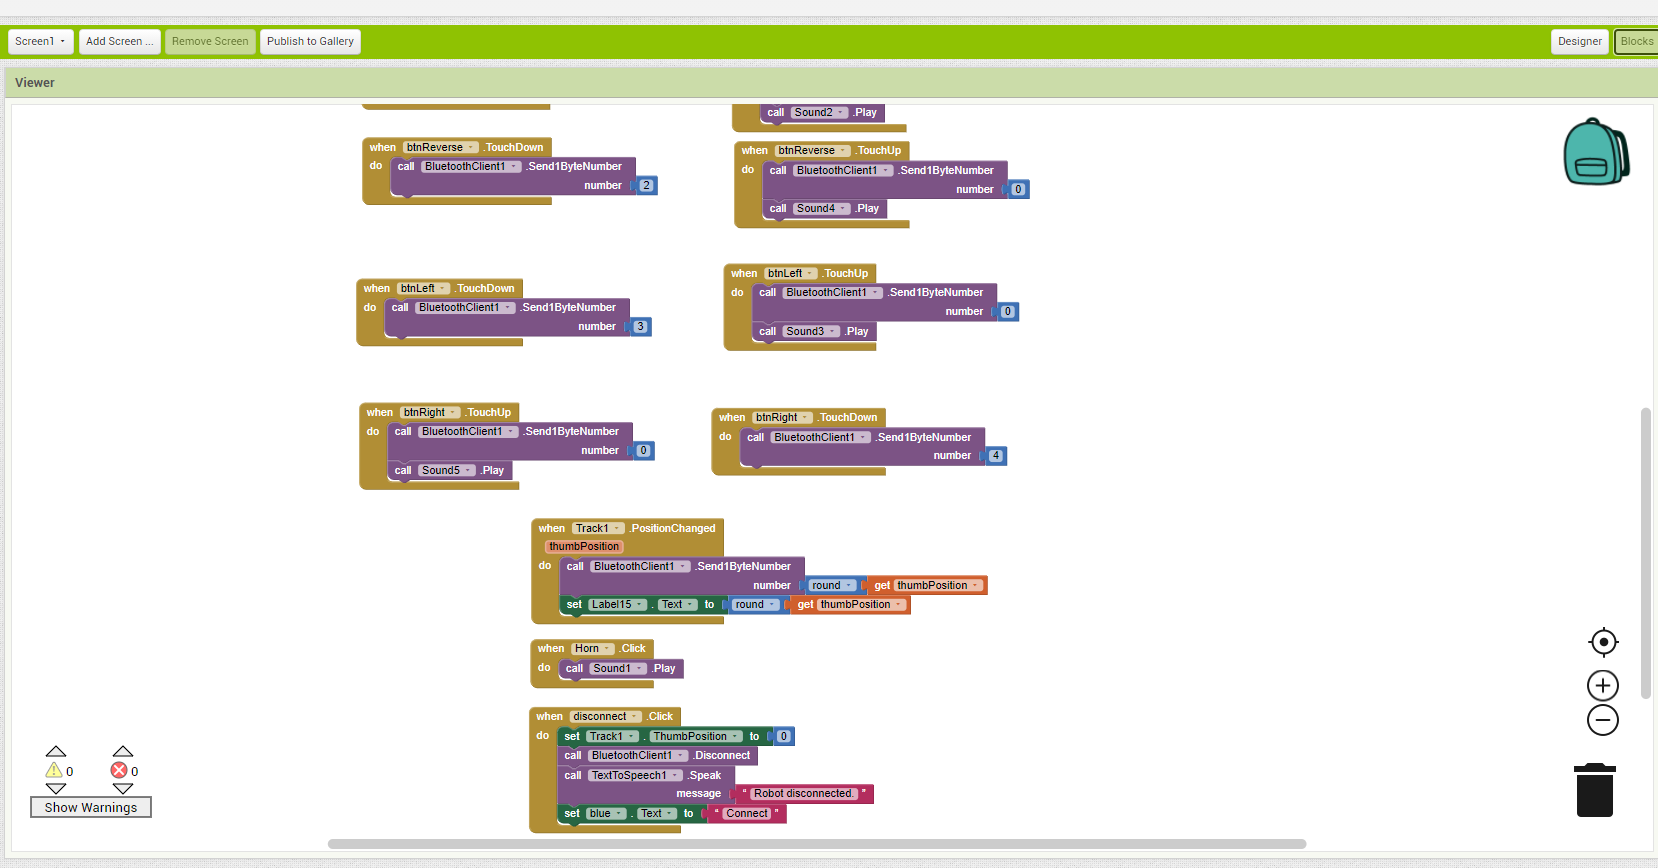 Screen1 Add Screen ... Remove Screen Publish to Gallery Designer Blocks
Viewer
call Sound2 .Play
when btnReverse .TouchDown
do call BluetoothClient1 .Send1ByteNumber
number 2
when btnReverse .TouchUp
do call BluetoothClient1 .Send1ByteNumber
number 0
call Sound4 .Play
when btnLeft .TouchDown
do call BluetoothClient1 .Send1ByteNumber
number 3
when btnLeft .TouchUp
do call BluetoothClient1 .Send1ByteNumber
number 0
call Sound3 .Play
when btnRight .TouchUp
do call BluetoothClient1 .Send1ByteNumber
number 0
call Sound5 .Play
when btnRight .TouchDown
do call BluetoothClient1 .Send1ByteNumber
number 4
when Track1 .PositionChanged
thumbPosition
do call BluetoothClient1 .Send1ByteNumber
number round get thumbPosition
set Label15 . Text to round get thumbPosition
when Horn .Click
do call Sound1 .Play
when disconnect .Click
do set Track1 . ThumbPosition to 0
call BluetoothClient1 .Disconnect
call TextToSpeech1 .Speak
message " Robot disconnected. "
set blue . Text to " Connect "
0 0
Show Warnings